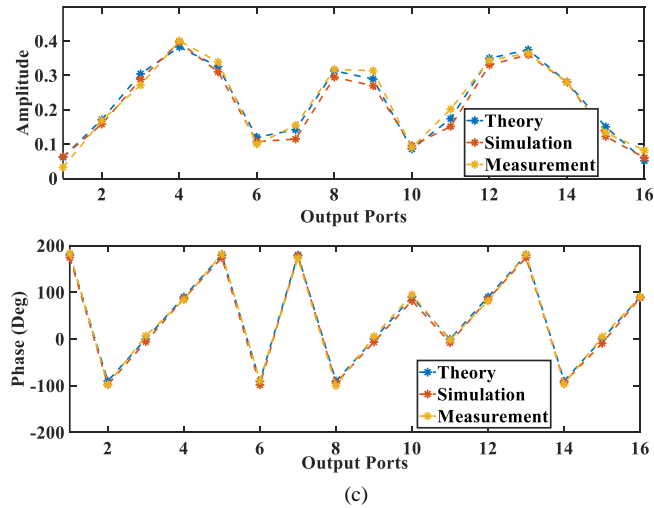 0.4
0.3
0.2
0.1
0
Amplitude
Theory
Simulation
Measurement
2 4 6 8 10 12 14 16
Output Ports
200
100
0
-100
-200
Phase (Deg)
Theory
Simulation
Measurement
2 4 6 8 10 12 14 16
Output Ports
(c)